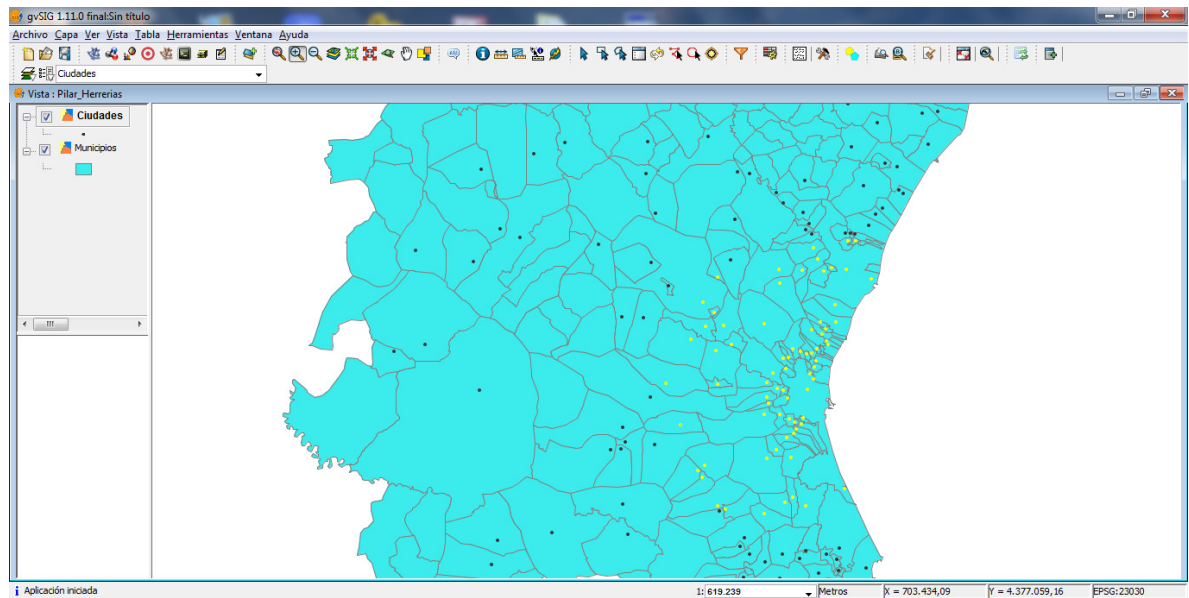 gvSIG 1.11.0 final:Sin título
Archivo Capa Ver Vista Tabla Herramientas Ventana Ayuda
Ciudades
Vista : Pilar_Herrerias
Ciudades
Municipios
Aplicación iniciada
1: 619.239
Metros
X = 703.434,09
Y = 4.377.059,16
EPSG:23030